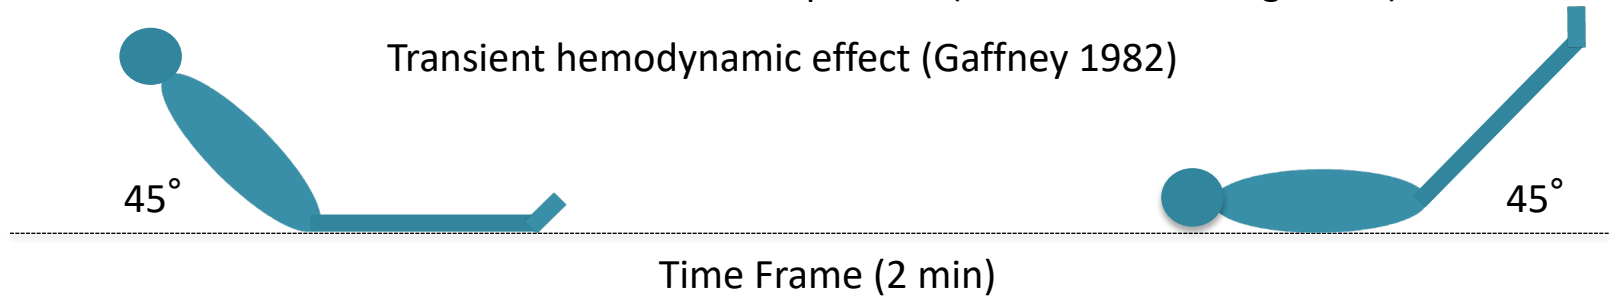 Transient hemodynamic effect (Gaffney 1982)
45°
45°
Time Frame (2 min)